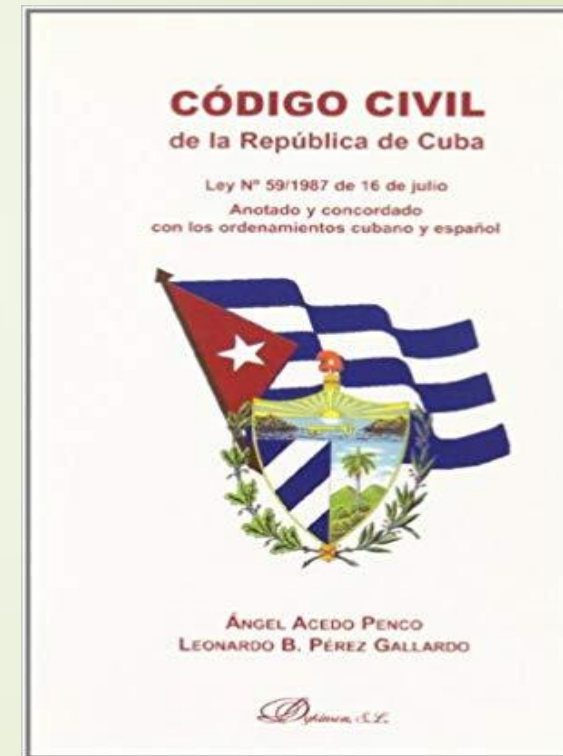 CÓDIGO CIVIL
de la República de Cuba
Ley Nº 59/1987 de 16 de julio
Anotado y concordado
con los ordenamientos cubano y español
ÁNGEL ACEDO PENCO
LEONARDO B. PÉREZ GALLARDO
Dykinson, S.L.